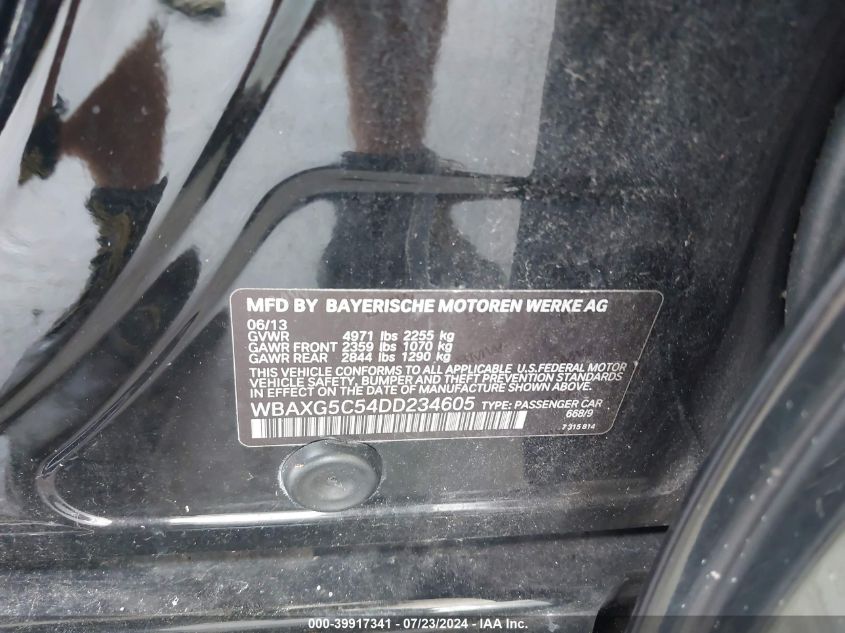 MFD BY BAYERISCHE MOTOREN WERKE AG
06/13
GVWR 4971 lbs 2255 kg
GAWR FRONT 2359 lbs 1070 kg
GAWR REAR 2844 lbs 1290 kg
THIS VEHICLE CONFORMS TO ALL APPLICABLE U.S.FEDERAL MOTOR
VEHICLE SAFETY, BUMPER AND THEFT PREVENTION STANDARDS
IN EFFECT ON THE DATE OF MANUFACTURE SHOWN ABOVE.
WBAXG5C54DD234605 TYPE: PASSENGER CAR
668/9
7 315 814
000-39917341 / 07/23/2024 - IAA Inc.